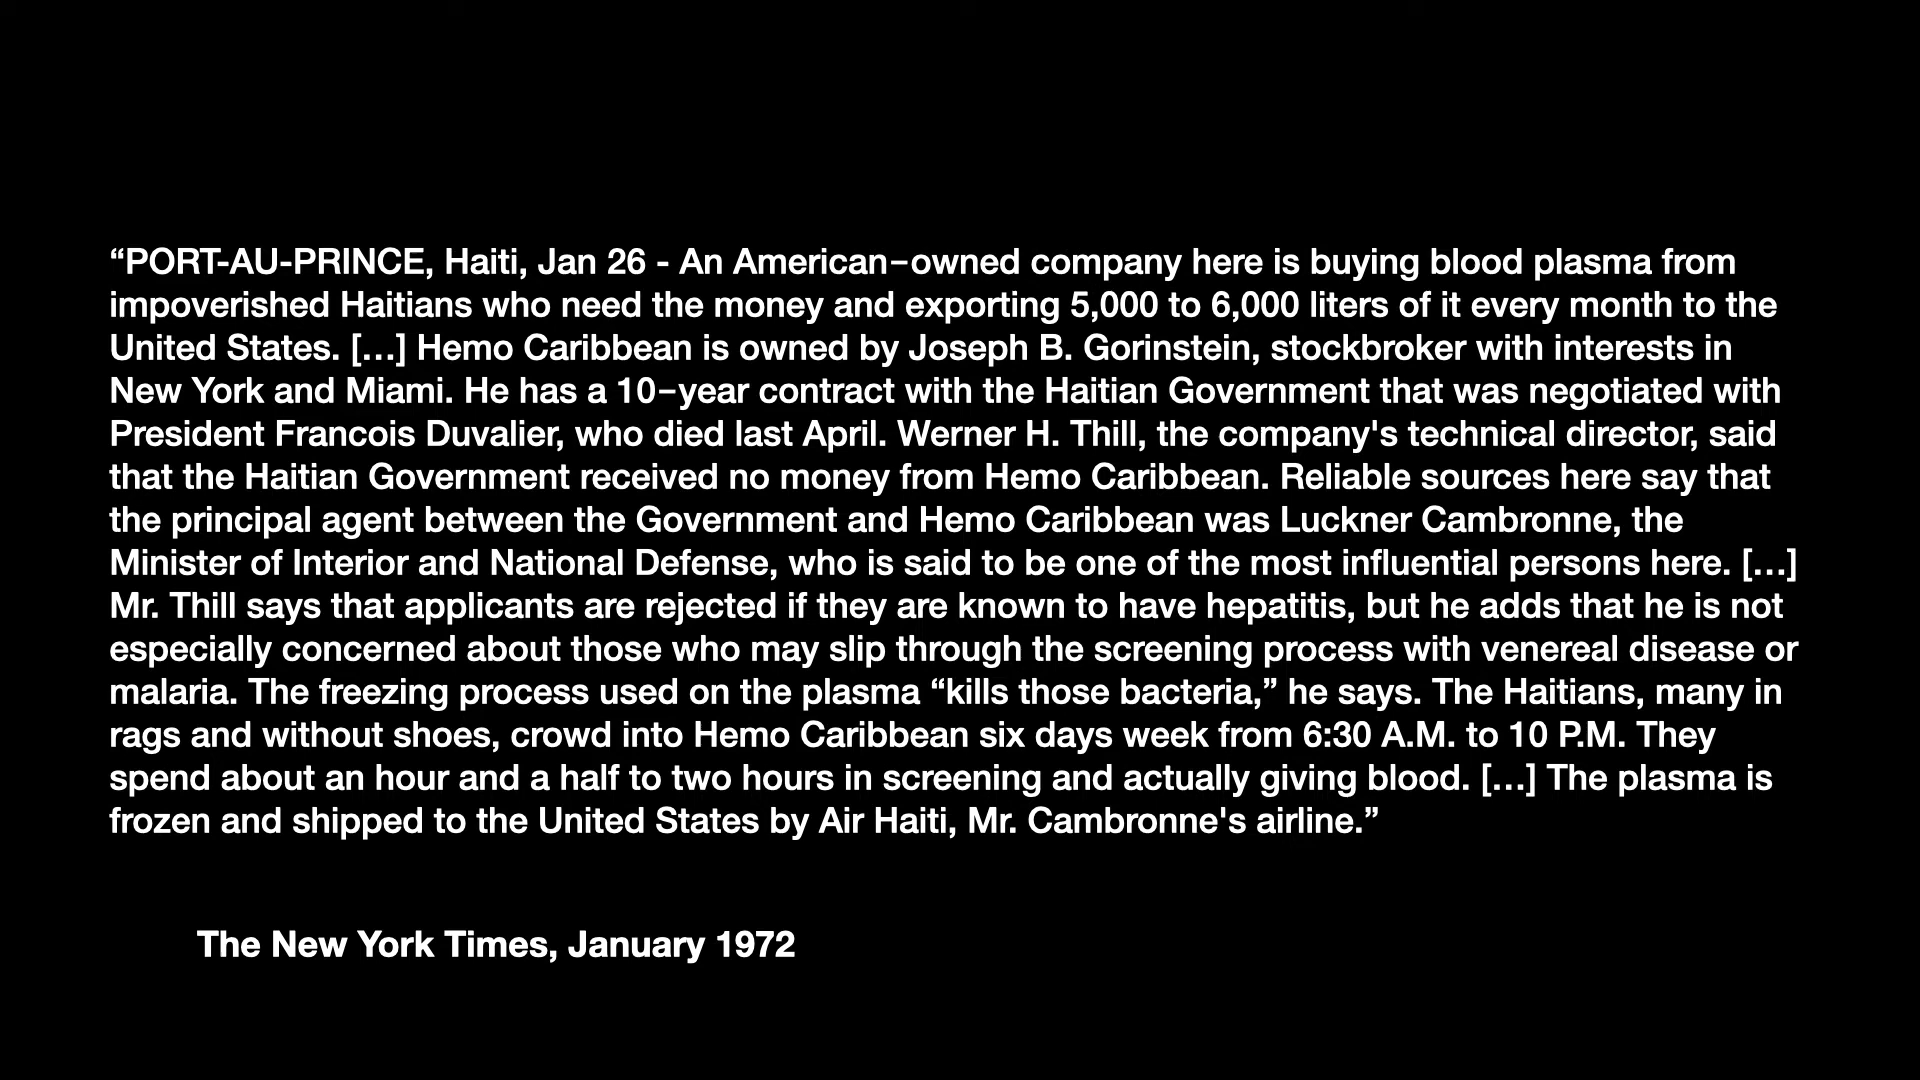 “PORT-AU-PRINCE, Haiti, Jan 26 - An American–owned company here is buying blood plasma from
impoverished Haitians who need the money and exporting 5,000 to 6,000 liters of it every month to the
United States. […] Hemo Caribbean is owned by Joseph B. Gorinstein, stockbroker with interests in
New York and Miami. He has a 10–year contract with the Haitian Government that was negotiated with
President Francois Duvalier, who died last April. Werner H. Thill, the company's technical director, said
that the Haitian Government received no money from Hemo Caribbean. Reliable sources here say that
the principal agent between the Government and Hemo Caribbean was Luckner Cambronne, the
Minister of Interior and National Defense, who is said to be one of the most influential persons here. […]
Mr. Thill says that applicants are rejected if they are known to have hepatitis, but he adds that he is not
especially concerned about those who may slip through the screening process with venereal disease or
malaria. The freezing process used on the plasma “kills those bacteria,” he says. The Haitians, many in
rags and without shoes, crowd into Hemo Caribbean six days week from 6:30 A.M. to 10 P.M. They
spend about an hour and a half to two hours in screening and actually giving blood. […] The plasma is
frozen and shipped to the United States by Air Haiti, Mr. Cambronne's airline.”
The New York Times, January 1972